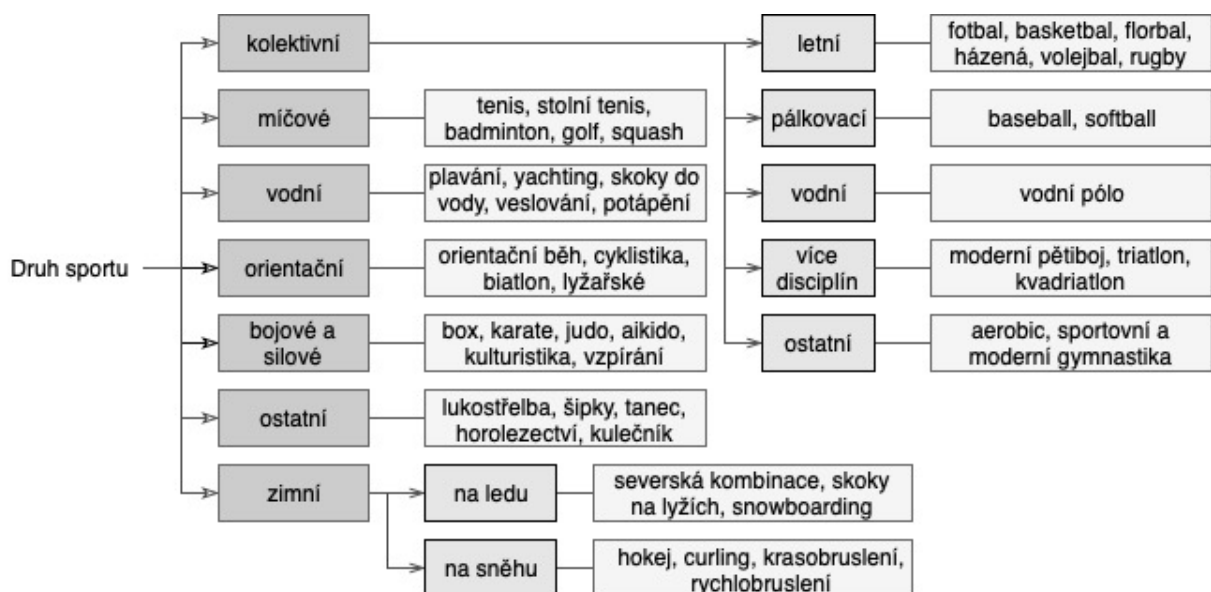 Druh sportu
kolektivní
letní
fotbal, basketbal, florbal,
házená, volejbal, rugby
pálkovací
baseball, softball
vodní
vodní pólo
více
disciplín
moderní pětiboj, triatlon,
kvadriatlon
ostatní
aerobic, sportovní a
moderní gymnastika
míčové
tenis, stolní tenis,
badminton, golf, squash
vodní
plavání, yachting, skoky do
vody, veslování, potápění
orientační
orientační běh, cyklistika,
biatlon, lyžařské
bojové a
silové
box, karate, judo, aikido,
kulturistika, vzpírání
ostatní
lukostřelba, šipky, tanec,
horolezectví, kulečník
zimní
na ledu
severská kombinace, skoky
na lyžích, snowboarding
na sněhu
hokej, curling, krasobruslení,
rychlobruslení